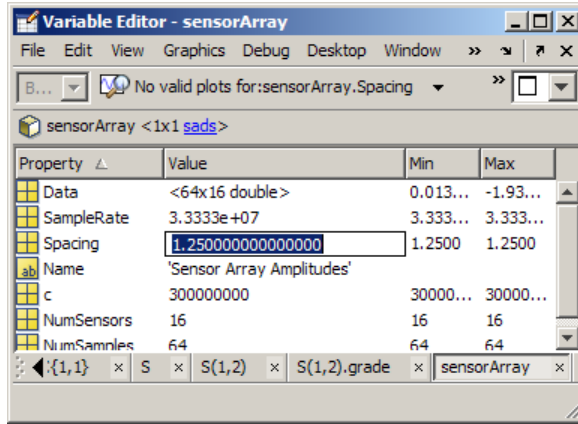 Variable Editor - sensorArray
File Edit View Graphics Debug Desktop Window »
B... No valid plots for:sensorArray.Spacing »
sensorArray <1x1 sads>
Property Value Min Max
Data <64x16 double> 0.013... -1.93...
SampleRate 3.3333e+07 3.333... 3.333...
Spacing 1.250000000000000 1.2500 1.2500
ab Name 'Sensor Array Amplitudes'
c 300000000 30000... 30000...
NumSensors 16 16 16
NumSamples 64 64 64
:{1,1} × S × S(1,2) × S(1,2).grade × sensorArray ×